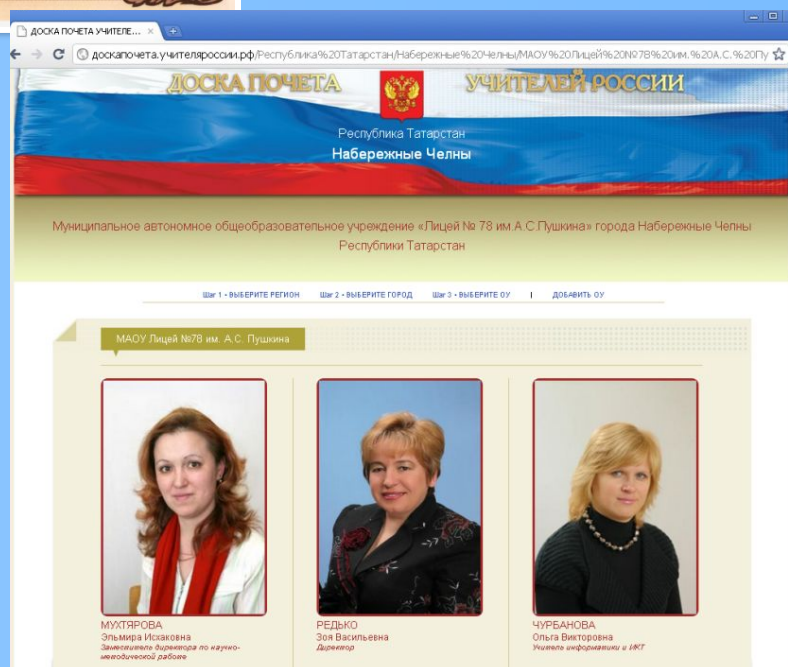 ДОСКА ПОЧЕТА УЧИТЕЛЕ...
доскапочета.учителяроссии.рф/Республика%20Татарстан/Набережные%20Челны/МАОУ%20Лицей%20№78%20им.%20А.С.%20Пу
ДОСКА ПОЧЕТА УЧИТЕЛЕЙ РОССИИ
Республика Татарстан
Набережные Челны
Муниципальное автономное общеобразовательное учреждение «Лицей № 78 им.А.С.Пушкина» города Набережные Челны
Республики Татарстан
Шаг 1 - ВЫБЕРИТЕ РЕГИОН Шаг 2 - ВЫБЕРИТЕ ГОРОД Шаг 3 - ВЫБЕРИТЕ ОУ | ДОБАВИТЬ ОУ
МАОУ Лицей №78 им. А.С. Пушкина
МУХТЯРОВА
Эльмира Исхаковна
Заместитель директора по научно-
методической работе
РЕДЬКО
Зоя Васильевна
Директор
ЧУРБАНОВА
Ольга Викторовна
Учитель информатики и ИКТ